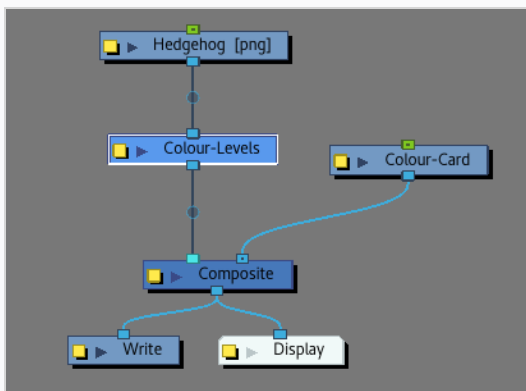 Hedgehog [png]
Colour-Levels
Colour-Card
Composite
Write
Display